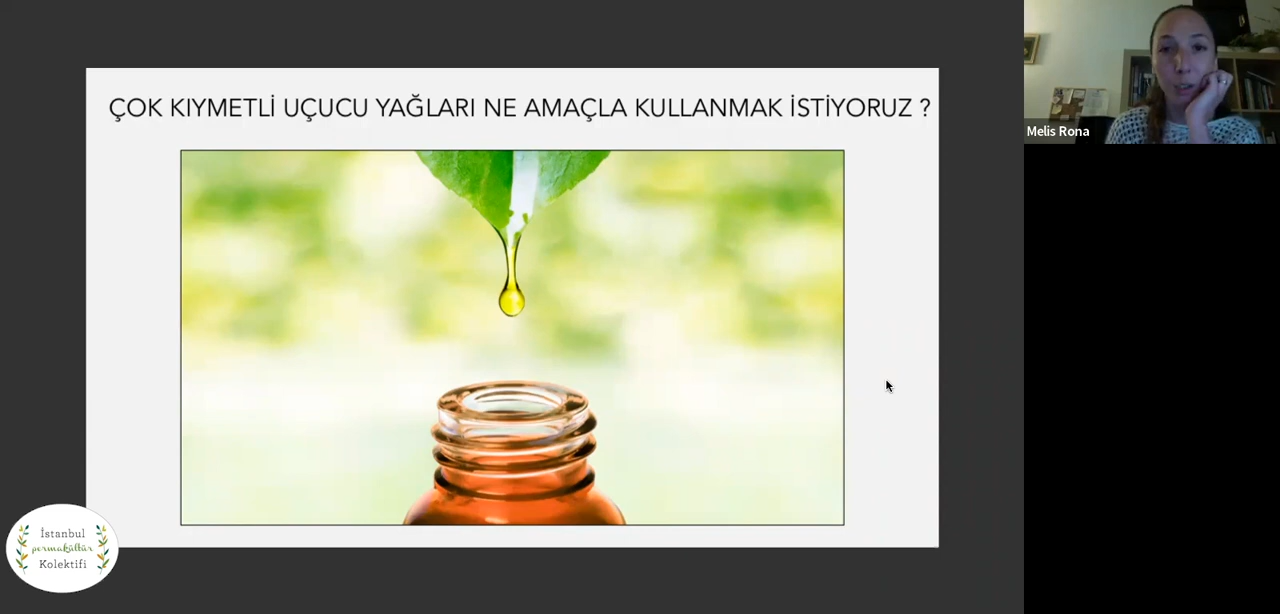 ÇOK KIYMETLİ UÇUCU YAĞLARI NE AMAÇLA KULLANMAK İSTİYORUZ ?
Melis Rona
İstanbul
permakültür
Kolektifi